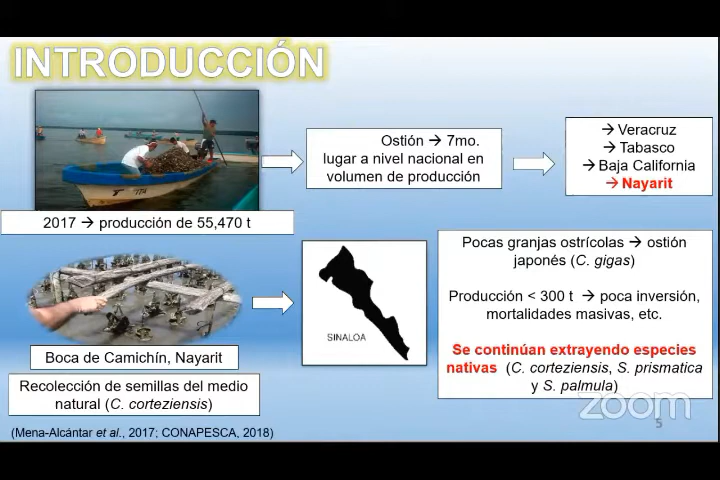 INTRODUCCIÓN
2017 → producción de 55,470 t
Ostión → 7mo.
lugar a nivel nacional en
volumen de producción
→ Veracruz
→ Tabasco
→ Baja California
→ Nayarit
Boca de Camichín, Nayarit
Recolección de semillas del medio
natural (C. corteziensis)
SINALOA
Pocas granjas ostrícolas → ostión
japonés (C. gigas)
Producción < 300 t → poca inversión,
mortalidades masivas, etc.
Se continúan extrayendo especies
nativas (C. corteziensis, S. prismatica
y S. palmula)
(Mena-Alcántar et al., 2017; CONAPESCA, 2018)
zoom
5